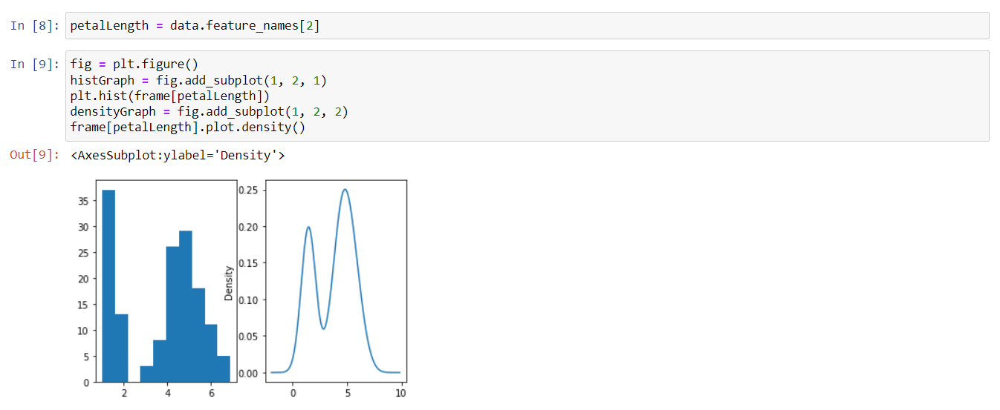 In [8]: petalLength = data.feature_names[2]
In [9]: fig = plt.figure()
histGraph = fig.add_subplot(1, 2, 1)
plt.hist(frame[petalLength])
densityGraph = fig.add_subplot(1, 2, 2)
frame[petalLength].plot.density()
Out[9]: <AxesSubplot:ylabel='Density'>
35
30
25
20
15
10
5
0
2 4 6
Density
0.25
0.20
0.15
0.10
0.05
0.00
0 5 10